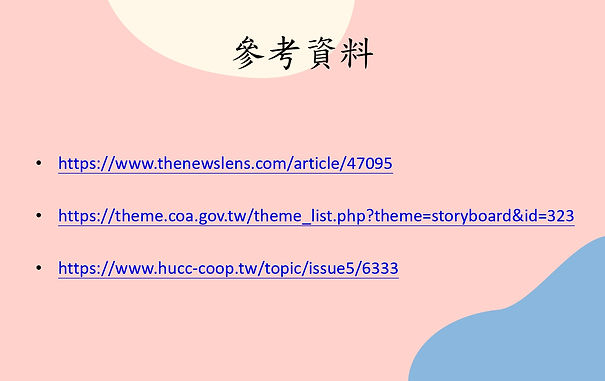 參考資料
• https://www.thenewslens.com/article/47095
• https://theme.coa.gov.tw/theme_list.php?theme=storyboard&id=323
• https://www.hucc-coop.tw/topic/issue5/6333